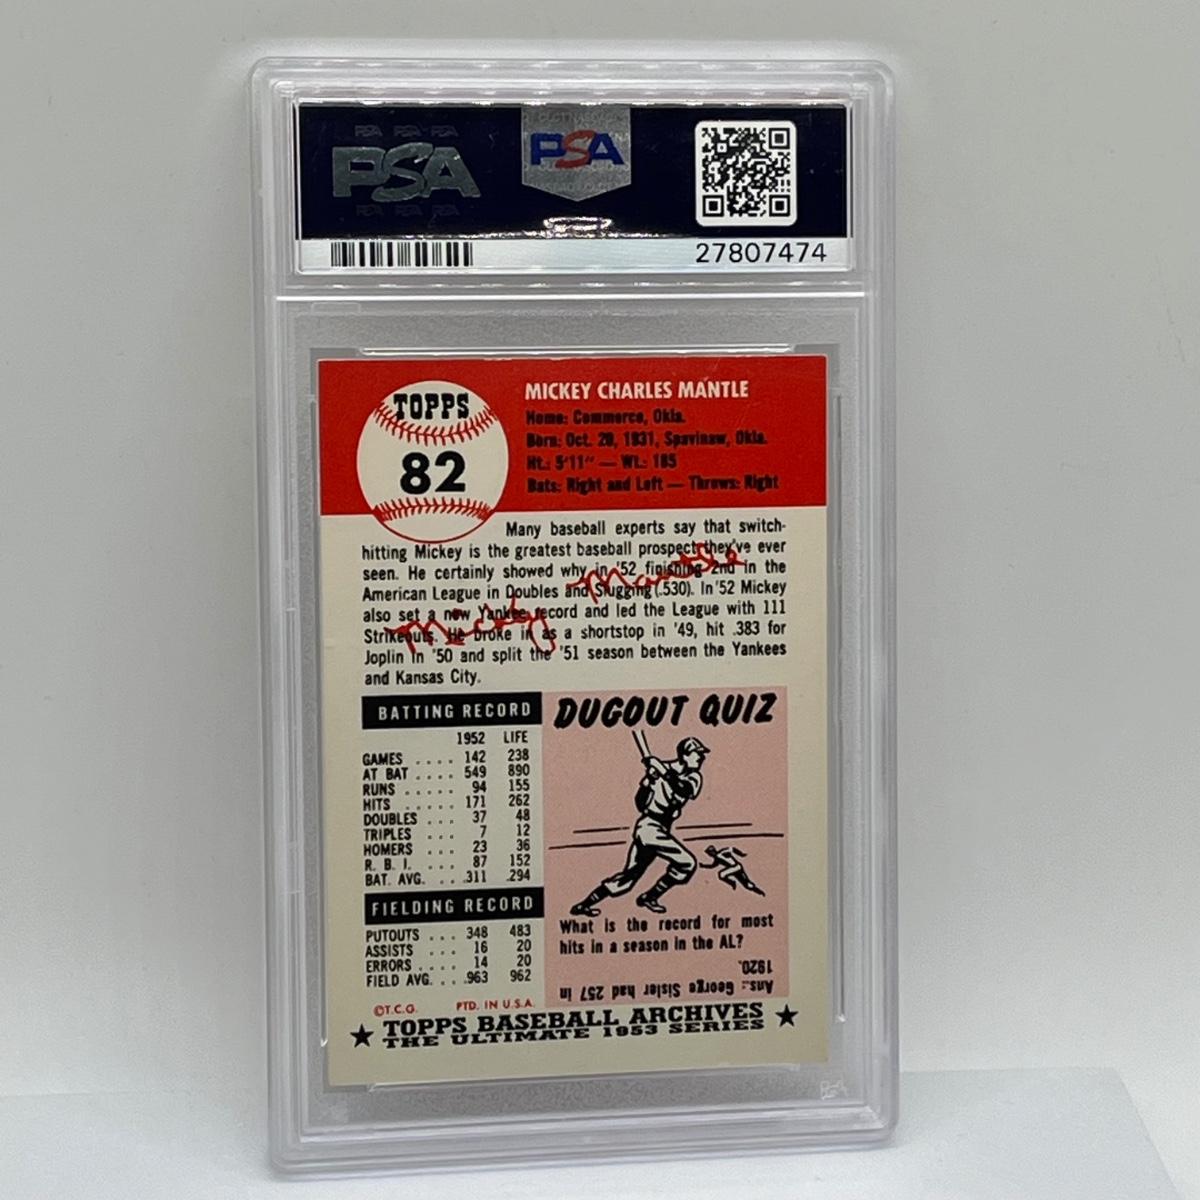 PSA PSA PSA
PSA
PSA PSA PSA
PSA
27807474
TOPPS
82
MICKEY CHARLES MANTLE
Home: Commerce, Okla.
Born: Oct. 20, 1931, Spavinaw, Okla.
Ht.: 5'11" — Wt.: 185
Bats: Right and Left — Throws: Right
Many baseball experts say that switch-
hitting Mickey is the greatest baseball prospect they've ever
seen. He certainly showed why in '52 finishing 2nd in the
American League in Doubles and Slugging (.530). In '52 Mickey
also set a new Yankee record and led the League with 111
Strikeouts. He broke in as a shortstop in '49, hit .383 for
Joplin in '50 and split the '51 season between the Yankees
and Kansas City.
Mickey Mantle
BATTING RECORD
1952 LIFE
GAMES .... 142 238
AT BAT .... 549 890
RUNS ..... 94 155
HITS ...... 171 262
DOUBLES ... 37 48
TRIPLES ... 7 12
HOMERS ... 23 36
R. B. I. .... 87 152
BAT. AVG. .. .311 .294
FIELDING RECORD
PUTOUTS ... 348 483
ASSISTS .... 16 20
ERRORS .... 14 20
FIELD AVG. ... .963 962
©T.C.G. PTD. IN U.S.A.
DUGOUT QUIZ
What is the record for most
hits in a season in the AL?
Ans.: George Sisler had 257 in
1920.
★ TOPPS BASEBALL ARCHIVES ★
THE ULTIMATE 1953 SERIES